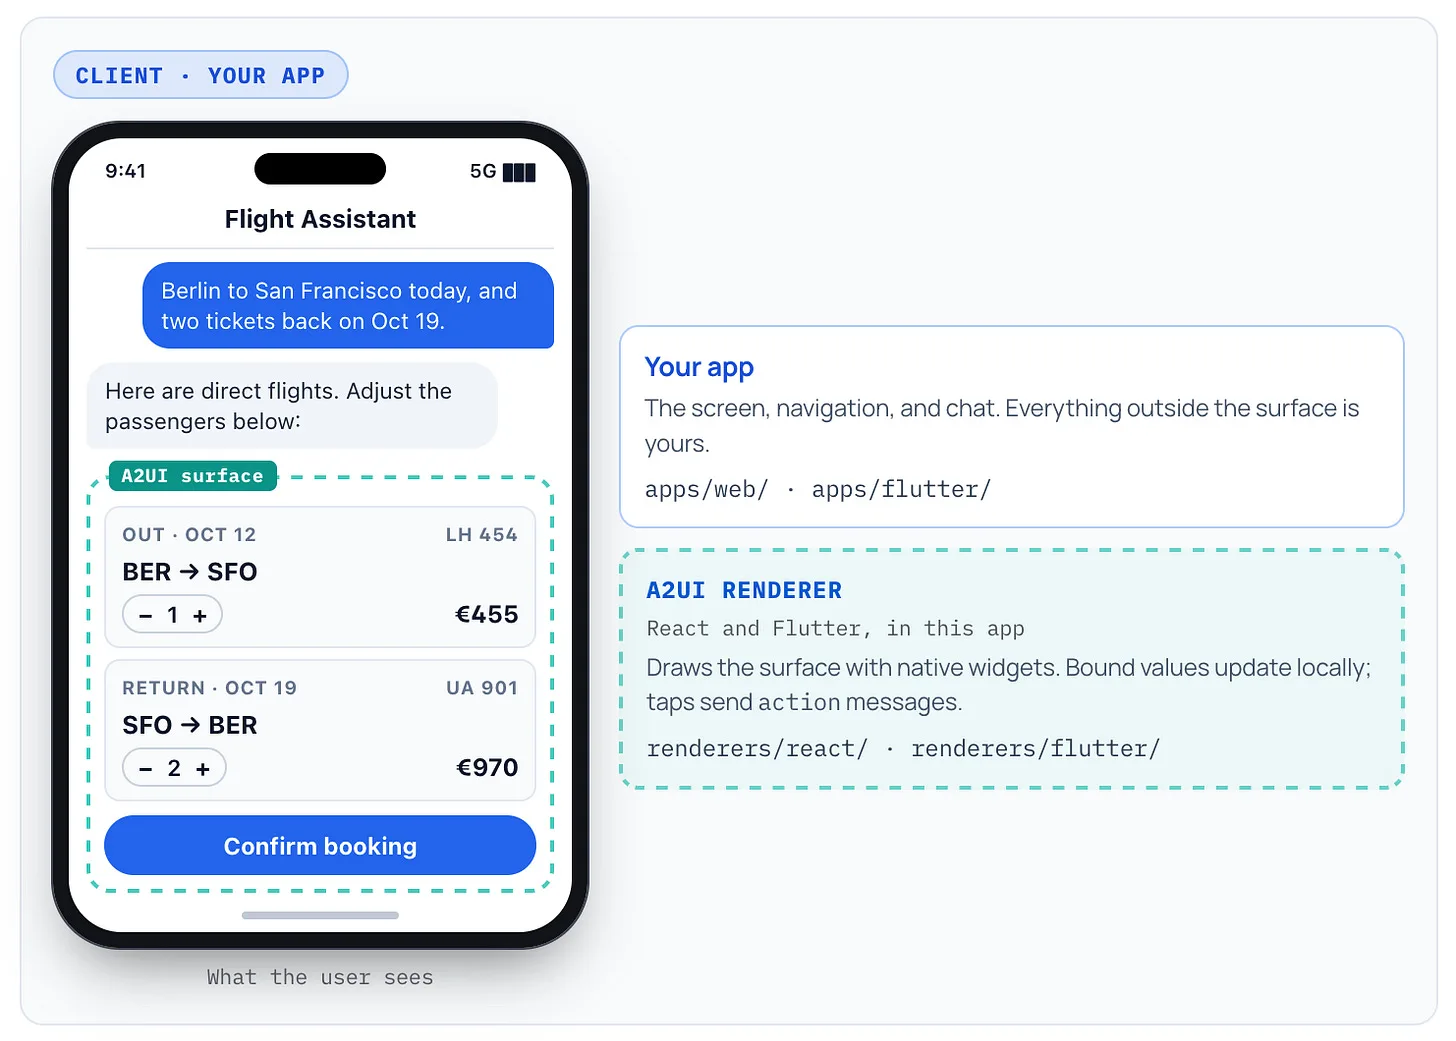 CLIENT · YOUR APP
9:41
5G
Flight Assistant
Berlin to San Francisco today, and
two tickets back on Oct 19.
Here are direct flights. Adjust the
passengers below:
A2UI surface
OUT · OCT 12
LH 454
BER → SFO
− 1 +
€455
RETURN · OCT 19
UA 901
SFO → BER
− 2 +
€970
Confirm booking
What the user sees
Your app
The screen, navigation, and chat. Everything outside the surface is
yours.
apps/web/ · apps/flutter/
A2UI RENDERER
React and Flutter, in this app
Draws the surface with native widgets. Bound values update locally;
taps send action messages.
renderers/react/ · renderers/flutter/